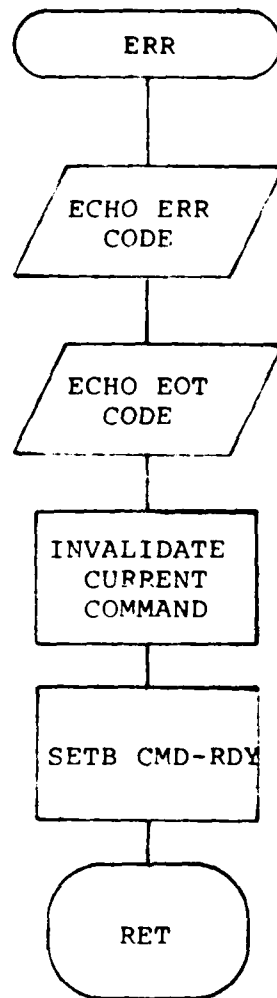 ERR
ECHO ERR
CODE
ECHO EOT
CODE
INVALIDATE
CURRENT
COMMAND
SETB CMD-RDY
RET